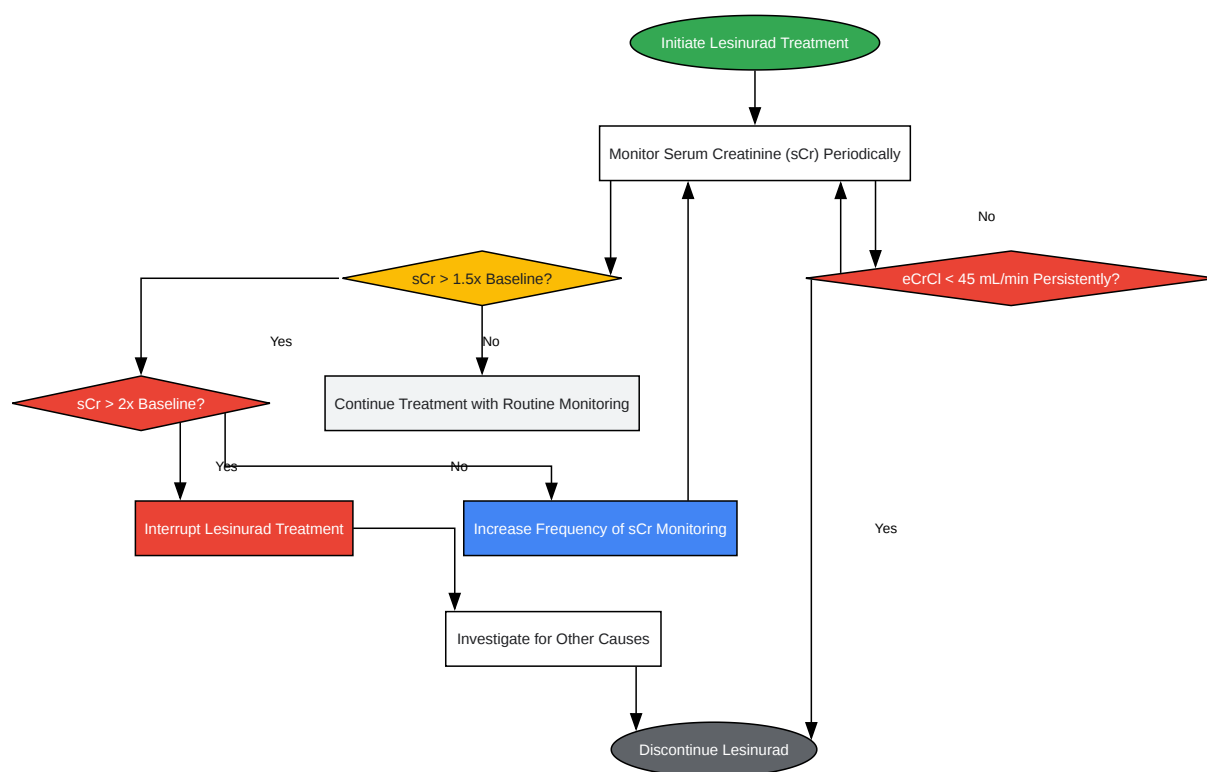 Initiate Lesinurad Treatment
Monitor Serum Creatinine (sCr) Periodically
No
sCr > 1.5x Baseline?
eCrCl < 45 mL/min Persistently?
Yes
No
sCr > 2x Baseline?
Continue Treatment with Routine Monitoring
Yes
No
Interrupt Lesinurad Treatment
Increase Frequency of sCr Monitoring
Yes
Investigate for Other Causes
Discontinue Lesinurad